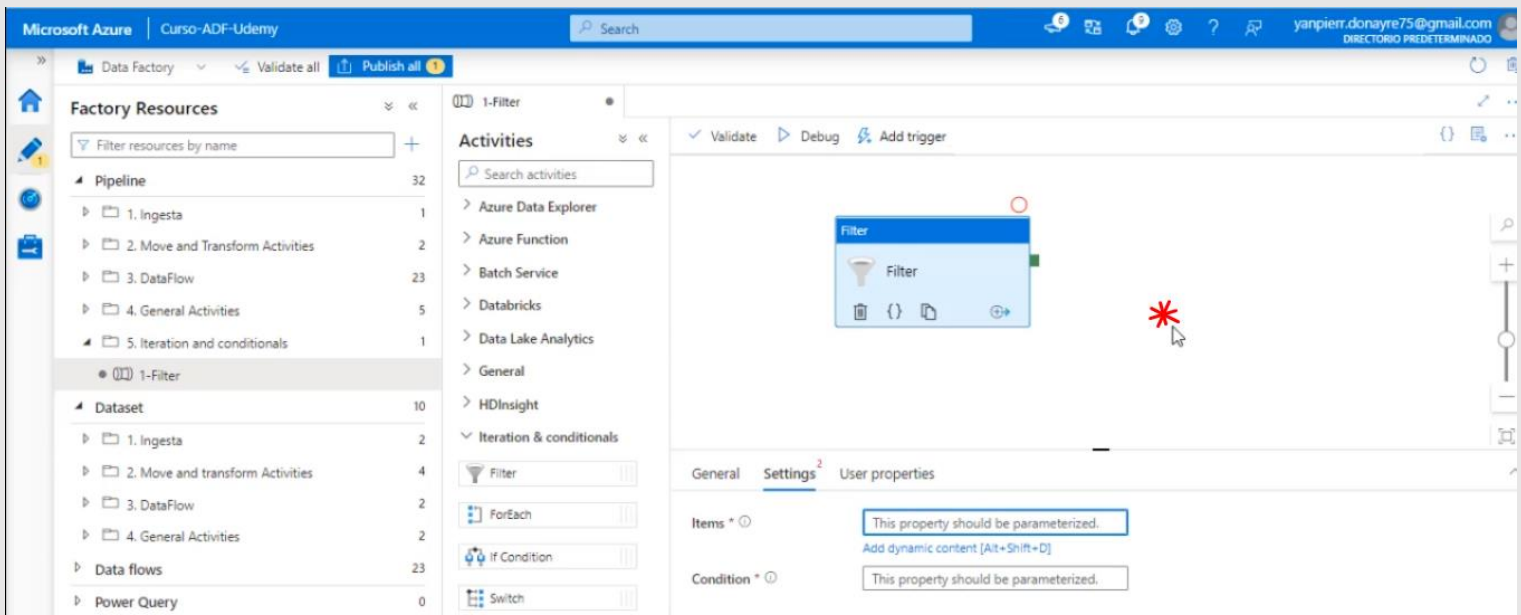 Microsoft Azure Curso-ADF-Udemy Search 6 9 ? yanpierr.donayre75@gmail.com
DIRECTORIO PREDETERMINADO
Data Factory Validate all Publish all 1
Factory Resources
Filter resources by name
1
Pipeline 32
1. Ingesta 1
2. Move and Transform Activities 2
3. DataFlow 23
4. General Activities 5
5. Iteration and conditionals 1
1-Filter
Dataset 10
1. Ingesta 2
2. Move and transform Activities 4
3. DataFlow 2
4. General Activities 2
Data flows 23
Power Query 0
1-Filter
Activities
Search activities
Azure Data Explorer
Azure Function
Batch Service
Databricks
Data Lake Analytics
General
HDInsight
Iteration & conditionals
Filter
ForEach
If Condition
Switch
Validate Debug Add trigger {}
Filter
Filter
{}
General Settings 2 User properties
Items * This property should be parameterized.
Add dynamic content [Alt+Shift+D]
Condition * This property should be parameterized.